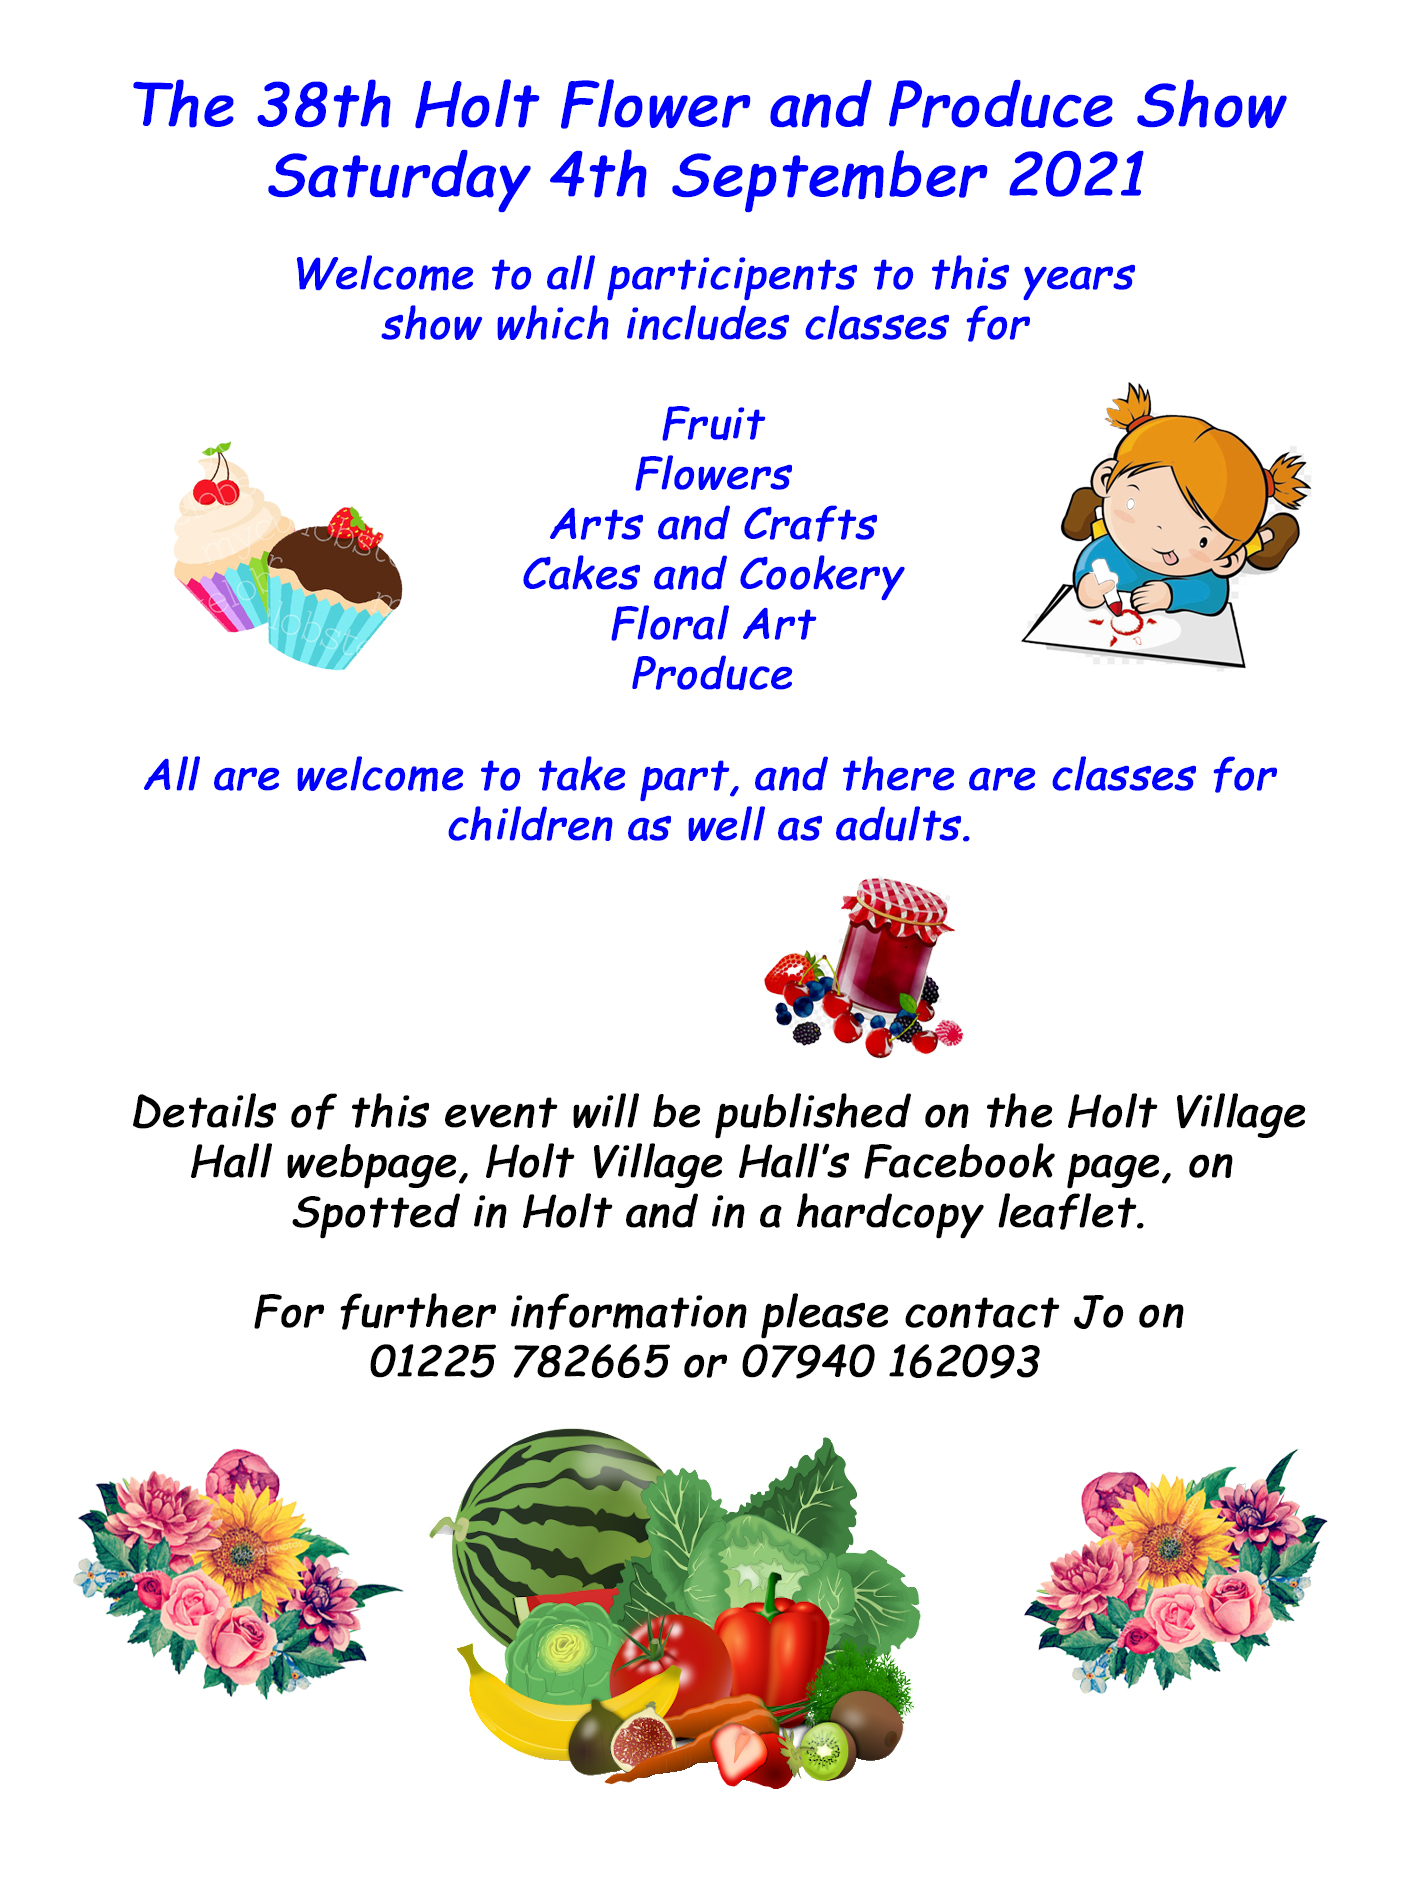 The 38th Holt Flower and Produce Show
Saturday 4th September 2021
Welcome to all participents to this years
show which includes classes for
Fruit
Flowers
Arts and Crafts
Cakes and Cookery
Floral Art
Produce
All are welcome to take part, and there are classes for
children as well as adults.
Details of this event will be published on the Holt Village
Hall webpage, Holt Village Hall’s Facebook page, on
Spotted in Holt and in a hardcopy leaflet.
For further information please contact Jo on
01225 782665 or 07940 162093